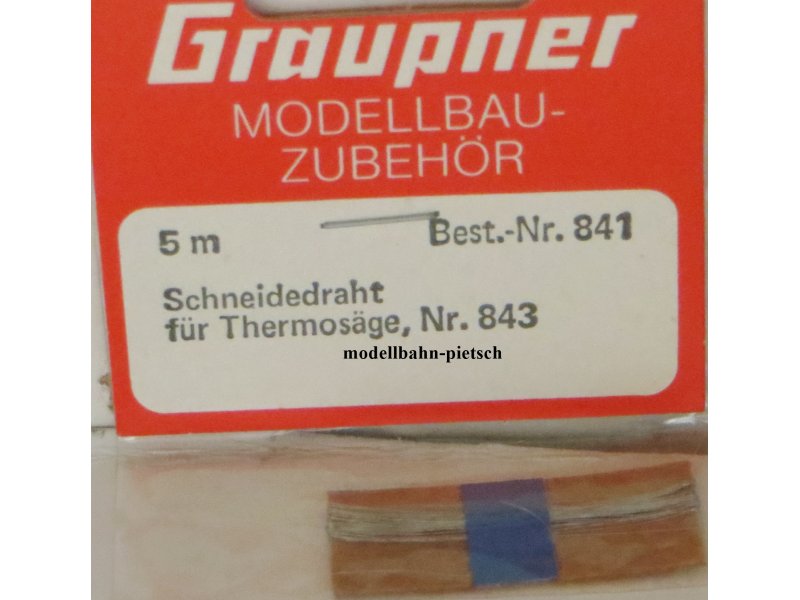 Graupner
MODELLBAU-
ZUBEHÖR
5 m Best.-Nr. 841
Schneidedraht
für Thermosäge, Nr. 843
modellbahn-pietsch